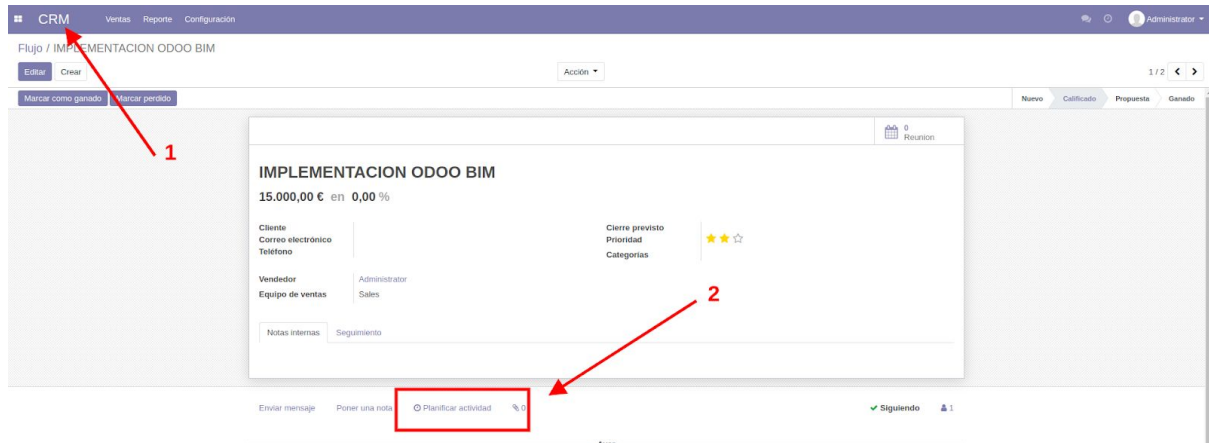 CRM Ventas Reporte Configuración Administrator
Flujo / IMPLEMENTACION ODOO BIM
Editar Crear Acción 1 / 2
Marcar como ganado Marcar perdido Nuevo Calificado Propuesta Ganado
1
0
Reunion
IMPLEMENTACION ODOO BIM
15.000,00 € en 0,00 %
Cliente Cierre previsto
Correo electrónico Prioridad
Teléfono Categorías
Vendedor Administrator
Equipo de ventas Sales
2
Notas internas Seguimiento
Enviar mensaje Poner una nota Planificar actividad 0 Siguiendo 1